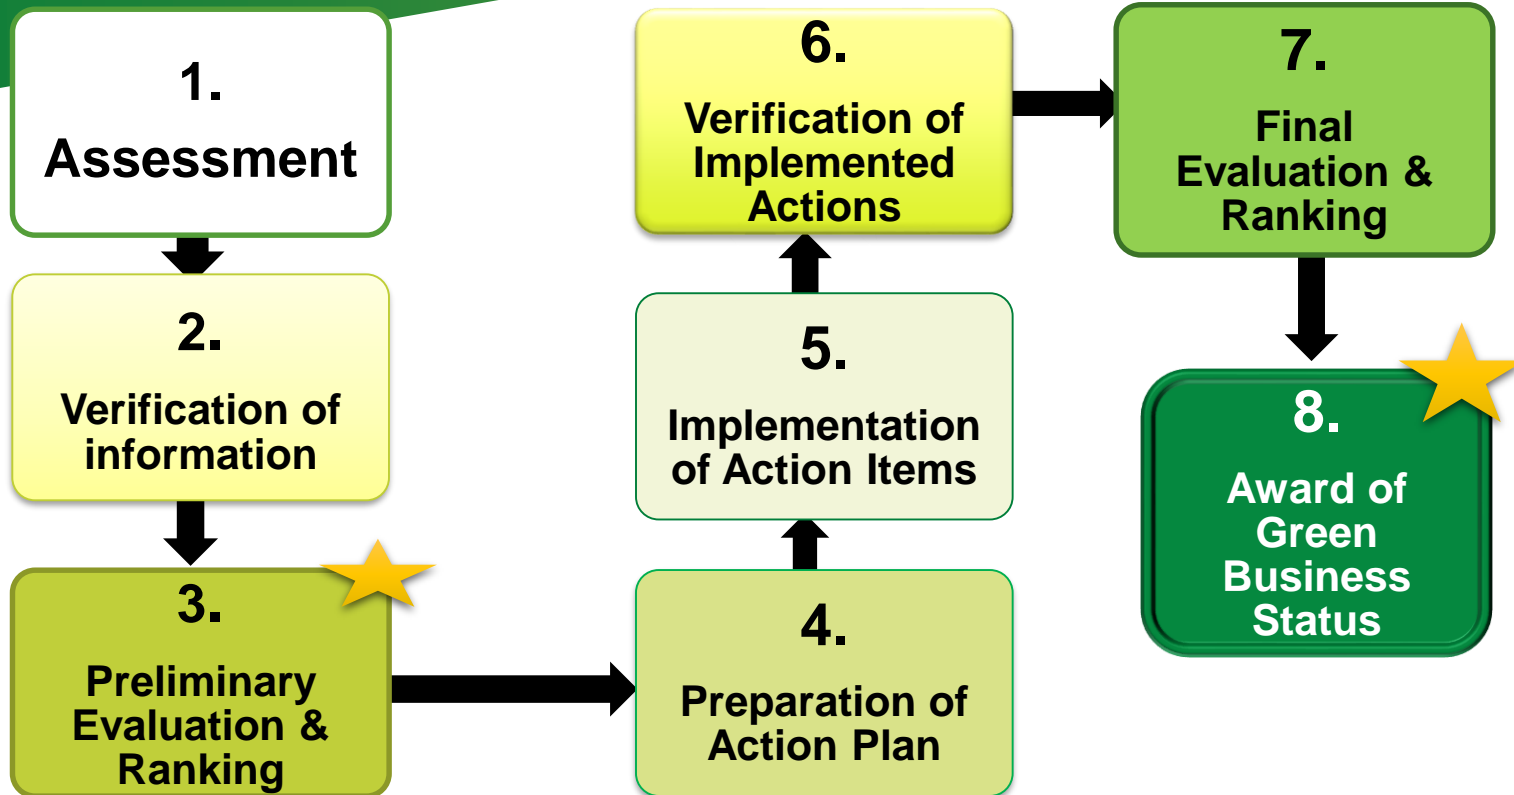 1.
Assessment
2.
Verification of
information
3.
Preliminary
Evaluation &
Ranking
4.
Preparation of
Action Plan
5.
Implementation
of Action Items
6.
Verification of
Implemented
Actions
7.
Final
Evaluation &
Ranking
8.
Award of
Green
Business
Status